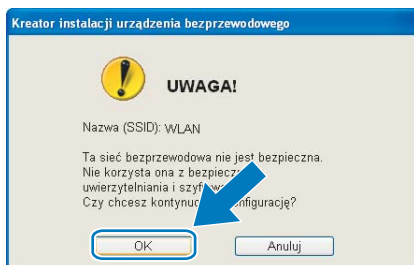 Kreator instalacji urządzenia bezprzewodowego
UWAGA!
Nazwa (SSID): WLAN
Ta sieć bezprzewodowa nie jest bezpieczna.
Nie korzysta ona z
uwierzytelniania i
Czy chcesz
OK
Anuluj